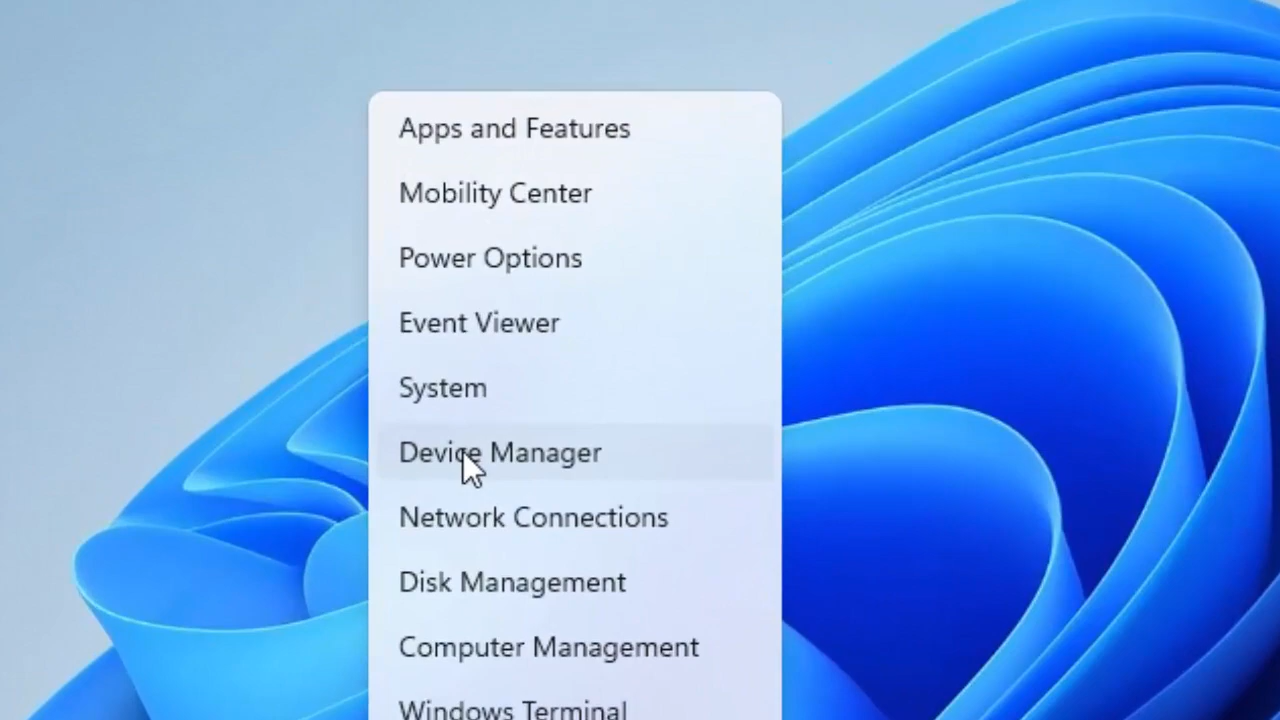 Apps and Features
Mobility Center
Power Options
Event Viewer
System
Device Manager
Network Connections
Disk Management
Computer Management
Windows Terminal